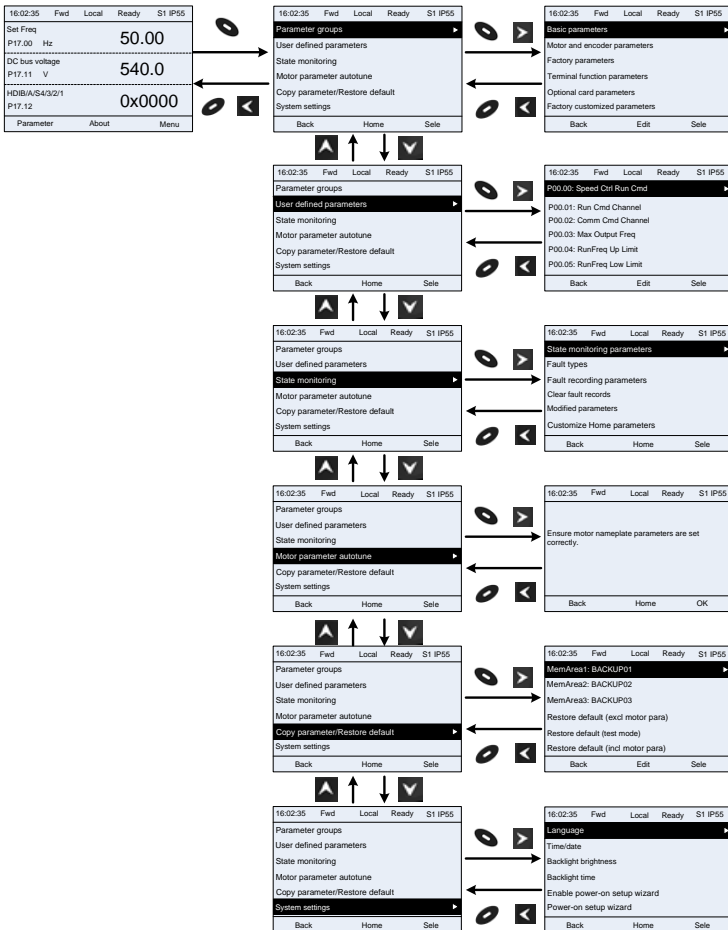 16:02:35 Fwd Local Ready S1 IP55
Set Freq
P17.00 Hz 50.00
DC bus voltage
P17.11 V 540.0
HDIB/A/S4/3/2/1
P17.12 0x0000
Parameter About Menu
16:02:35 Fwd Local Ready S1 IP55
Parameter groups
User defined parameters
State monitoring
Motor parameter autotune
Copy parameter/Restore default
System settings
Back Home Sele
16:02:35 Fwd Local Ready S1 IP55
Basic parameters
Motor and encoder parameters
Factory parameters
Terminal function parameters
Optional card parameters
Factory customized parameters
Back Edit Sele
16:02:35 Fwd Local Ready S1 IP55
Parameter groups
User defined parameters
State monitoring
Motor parameter autotune
Copy parameter/Restore default
System settings
Back Home Sele
16:02:35 Fwd Local Ready S1 IP55
P00.00: Speed Ctrl Run Cmd
P00.01: Run Cmd Channel
P00.02: Comm Cmd Channel
P00.03: Max Output Freq
P00.04: RunFreq Up Limit
P00.05: RunFreq Low Limit
Back Edit Sele
16:02:35 Fwd Local Ready S1 IP55
Parameter groups
User defined parameters
State monitoring
Motor parameter autotune
Copy parameter/Restore default
System settings
Back Home Sele
16:02:35 Fwd Local Ready S1 IP55
State monitoring parameters
Fault types
Fault recording parameters
Clear fault records
Modified parameters
Customize Home parameters
Back Home Sele
16:02:35 Fwd Local Ready S1 IP55
Parameter groups
User defined parameters
State monitoring
Motor parameter autotune
Copy parameter/Restore default
System settings
Back Home Sele
16:02:35 Fwd Local Ready S1 IP55
Ensure motor nameplate parameters are set
correctly.
Back Home OK
16:02:35 Fwd Local Ready S1 IP55
Parameter groups
User defined parameters
State monitoring
Motor parameter autotune
Copy parameter/Restore default
System settings
Back Home Sele
16:02:35 Fwd Local Ready S1 IP55
MemArea1: BACKUP01
MemArea2: BACKUP02
MemArea3: BACKUP03
Restore default (excl motor para)
Restore default (test mode)
Restore default (incl motor para)
Back Edit Sele
16:02:35 Fwd Local Ready S1 IP55
Parameter groups
User defined parameters
State monitoring
Motor parameter autotune
Copy parameter/Restore default
System settings
Back Home Sele
16:02:35 Fwd Local Ready S1 IP55
Language
Time/date
Backlight brightness
Backlight time
Enable power-on setup wizard
Power-on setup wizard
Back Home Sele